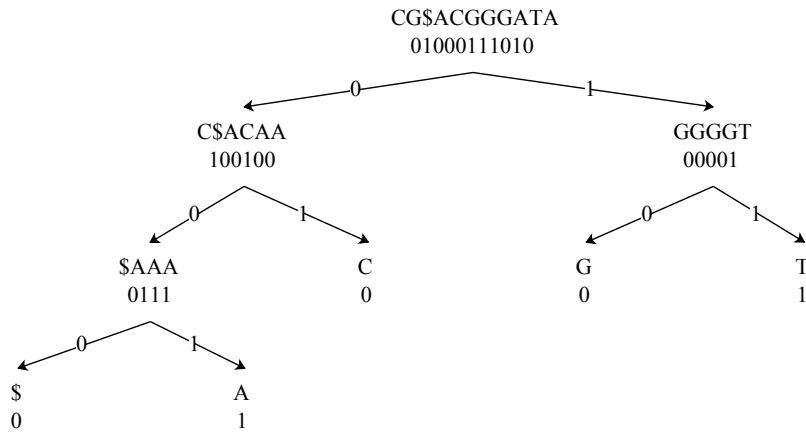 CG$ACGGGATA
01000111010
0 1
C$ACAA GGGGT
100100 00001
0 1 0 1
$AAA C G T
0111 0 0 1
0 1
$ A
0 1